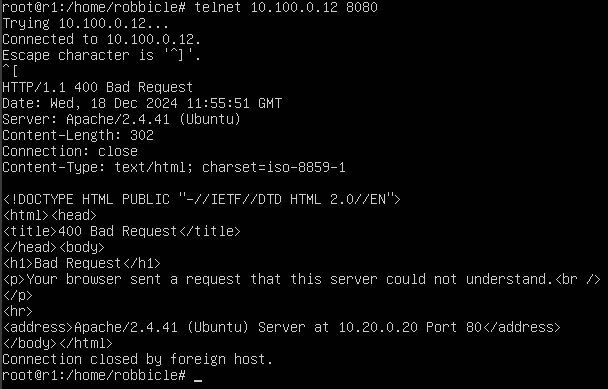 root@r1:/home/robbicle# telnet 10.100.0.12 8080
Trying 10.100.0.12...
Connected to 10.100.0.12.
Escape character is '^]'.
^[
HTTP/1.1 400 Bad Request
Date: Wed, 18 Dec 2024 11:55:51 GMT
Server: Apache/2.4.41 (Ubuntu)
Content-Length: 302
Connection: close
Content-Type: text/html; charset=iso-8859-1

<!DOCTYPE HTML PUBLIC "-//IETF//DTD HTML 2.0//EN">
<html><head>
<title>400 Bad Request</title>
</head><body>
<h1>Bad Request</h1>
<p>Your browser sent a request that this server could not understand.<br />
</p>
<hr>
<address>Apache/2.4.41 (Ubuntu) Server at 10.20.0.20 Port 80</address>
</body></html>
Connection closed by foreign host.
root@r1:/home/robbicle# _